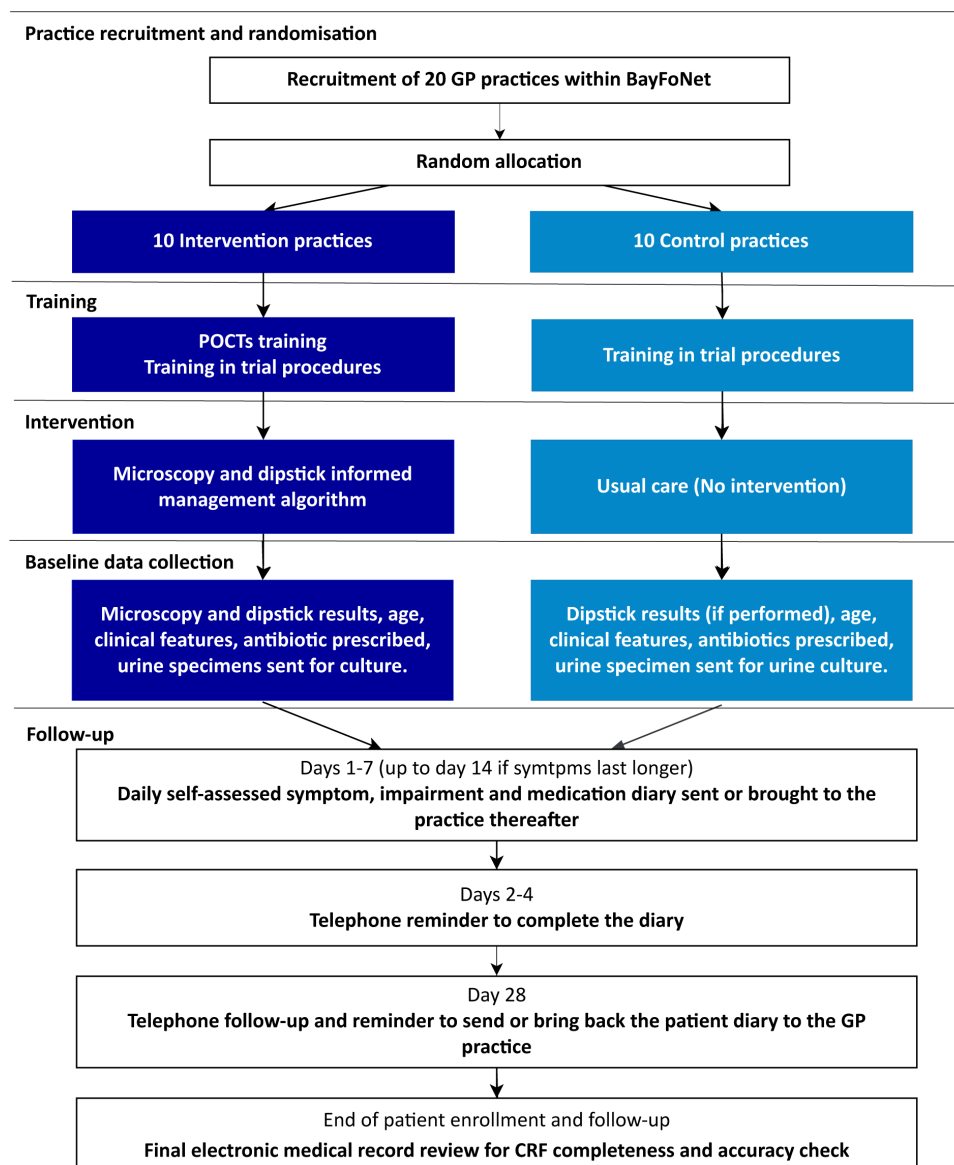 Practice recruitment and randomisation
Recruitment of 20 GP practices within BayFoNet
Random allocation
10 Intervention practices
10 Control practices
Training
POCTs training
Training in trial procedures
Training in trial procedures
Intervention
Microscopy and dipstick informed
management algorithm
Usual care (No intervention)
Baseline data collection
Microscopy and dipstick results, age,
clinical features, antibiotic prescribed,
urine specimens sent for culture.
Dipstick results (if performed), age,
clinical features, antibiotics prescribed,
urine specimen sent for urine culture.
Follow-up
Days 1-7 (up to day 14 if symtpms last longer)
Daily self-assessed symptom, impairment and medication diary sent or brought to the
practice thereafter
Days 2-4
Telephone reminder to complete the diary
Day 28
Telephone follow-up and reminder to send or bring back the patient diary to the GP
practice
End of patient enrollment and follow-up
Final electronic medical record review for CRF completeness and accuracy check